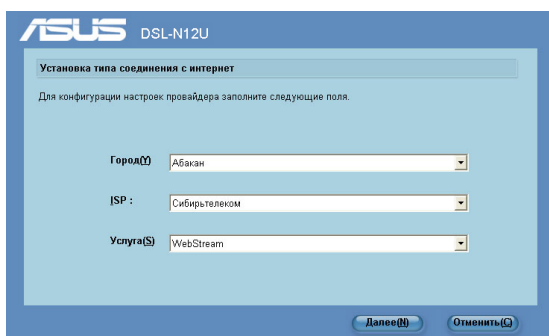 ASUS DSL-N12U
Установка типа соединения с интернет
Для конфигурации настроек провайдера заполните следующие поля.
Город(Y) Абакан
ISP : Сибирьтелеком
Услуга(S) WebStream
Далее(N) Отменить(C)